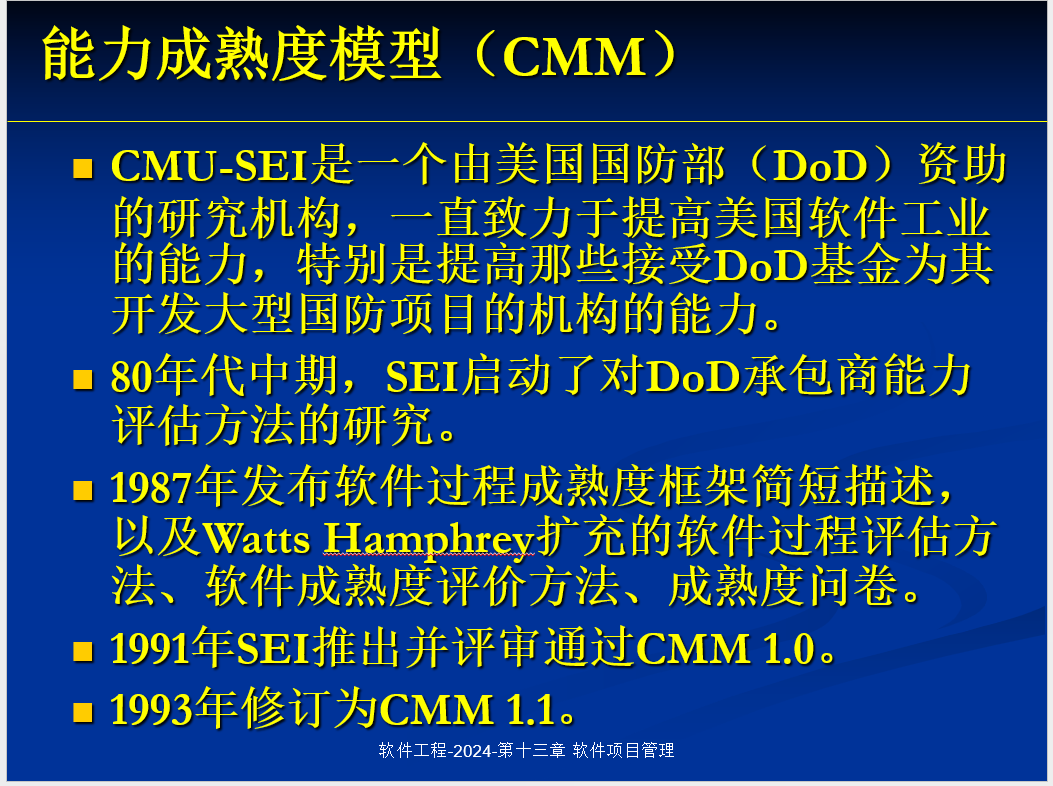 能力成熟度模型（CMM）
CMU-SEI是一个由美国国防部（DoD）资助
的研究机构，一直致力于提高美国软件工业
的能力，特别是提高那些接受DoD基金为其
开发大型国防项目的机构的能力。
80年代中期，SEI启动了对DoD承包商能力
评估方法的研究。
1987年发布软件过程成熟度框架简短描述，
以及Watts Hamphrey扩充的软件过程评估方
法、软件成熟度评价方法、成熟度问卷。
1991年SEI推出并评审通过CMM 1.0。
1993年修订为CMM 1.1。
软件工程-2024-第十三章 软件项目管理